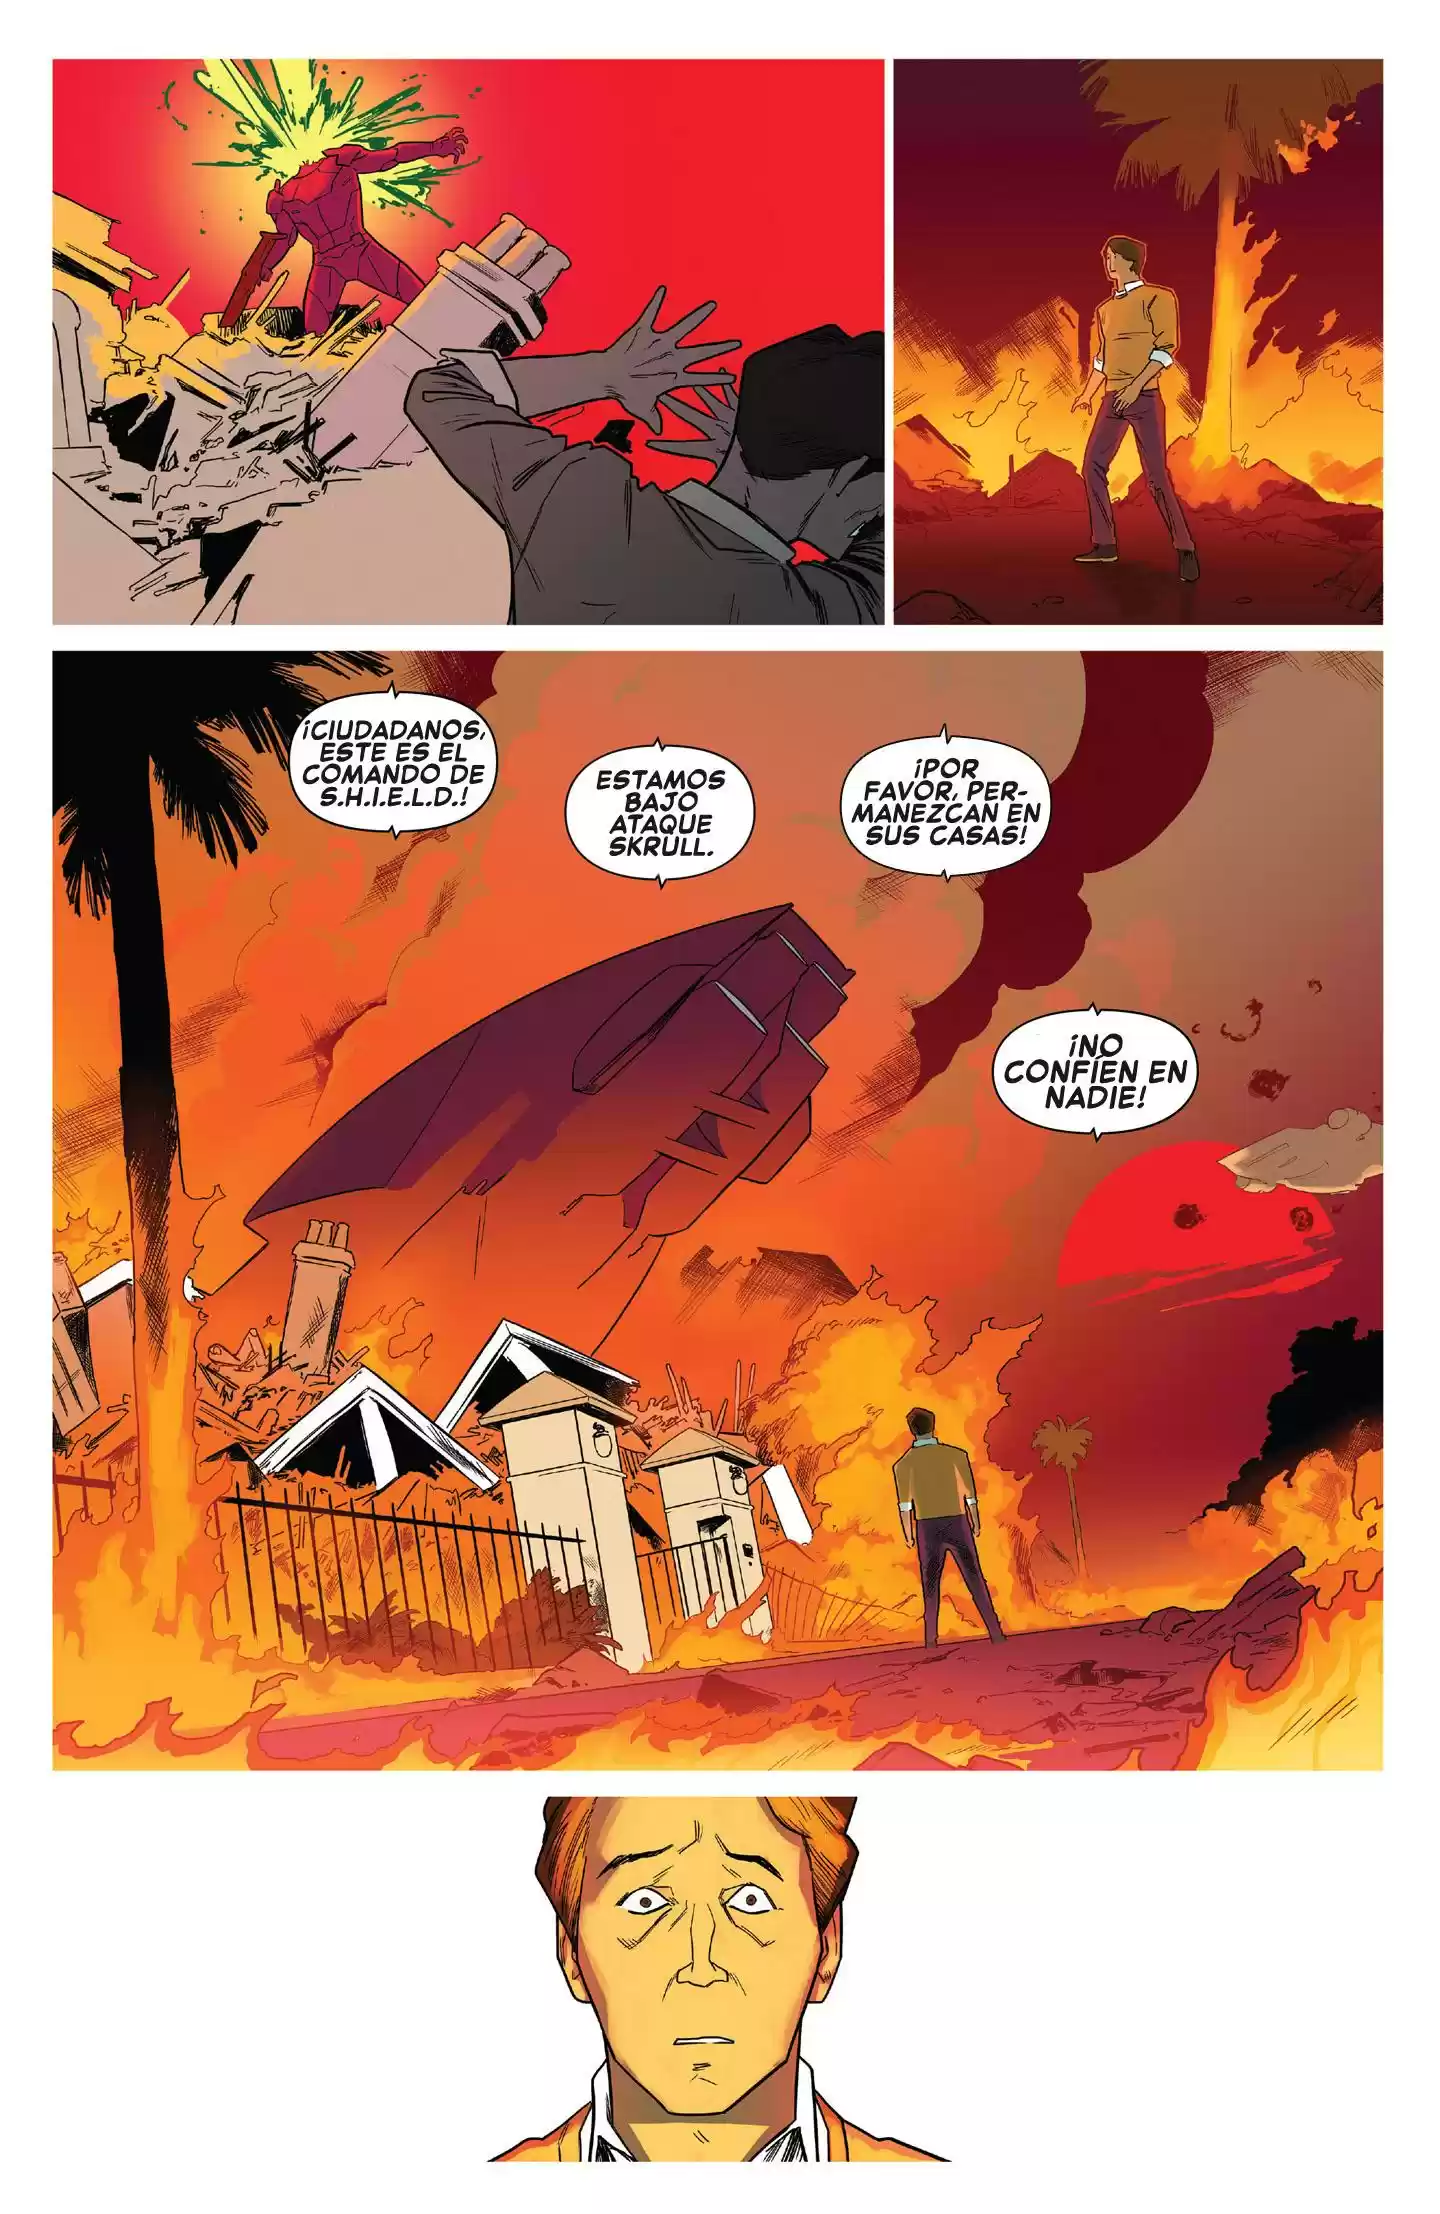 ¡CIUDADANOS,
ESTE ES EL
COMANDO DE
S.H.I.E.L.D.!
ESTAMOS
BAJO
ATAQUE
SKRULL.
¡POR
FAVOR, PER-
MANEZCAN EN
SUS CASAS!
¡NO
CONFÍEN EN
NADIE!